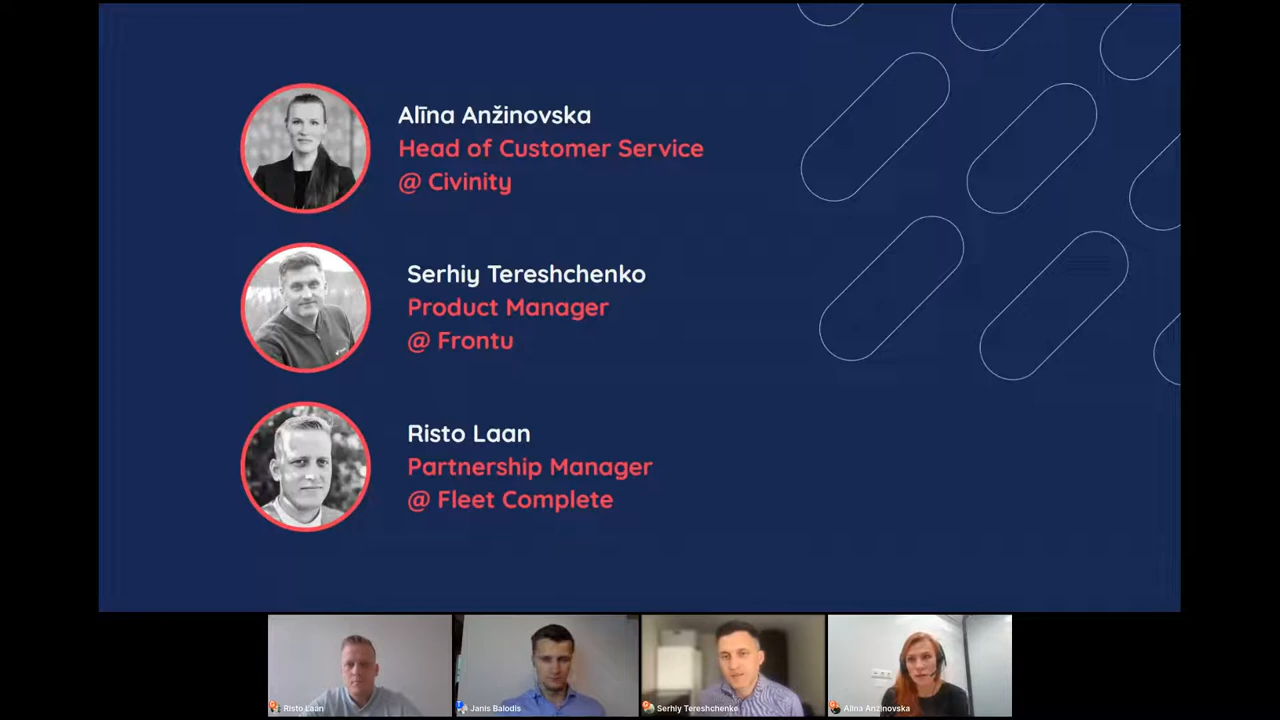 Alīna Anžinovska
Head of Customer Service
@ Civinity
Serhiy Tereshchenko
Product Manager
@ Frontu
Risto Laan
Partnership Manager
@ Fleet Complete
Risto Laan
Janis Balodis
Serhiy Tereshchenko
Alīna Anžinovska